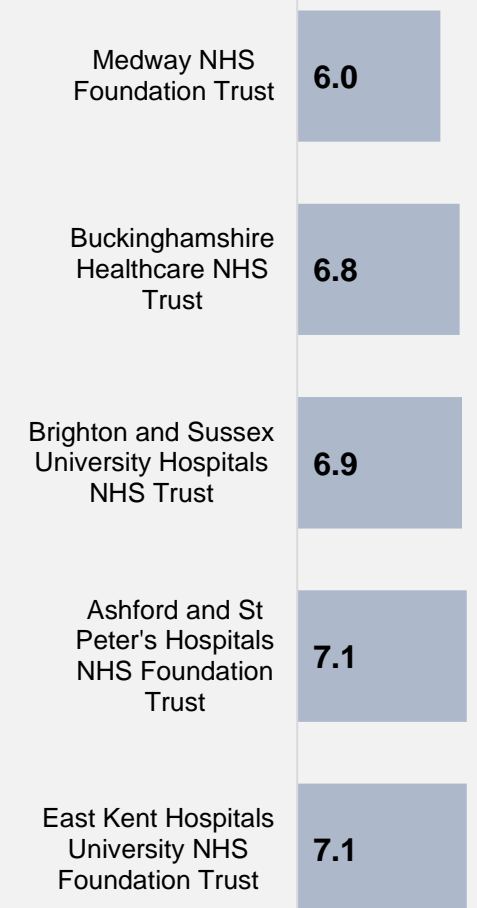 Medway NHS
Foundation Trust
6.0
Buckinghamshire
Healthcare NHS
Trust
6.8
Brighton and Sussex
University Hospitals
NHS Trust
6.9
Ashford and St
Peter's Hospitals
NHS Foundation
Trust
7.1
East Kent Hospitals
University NHS
Foundation Trust
7.1